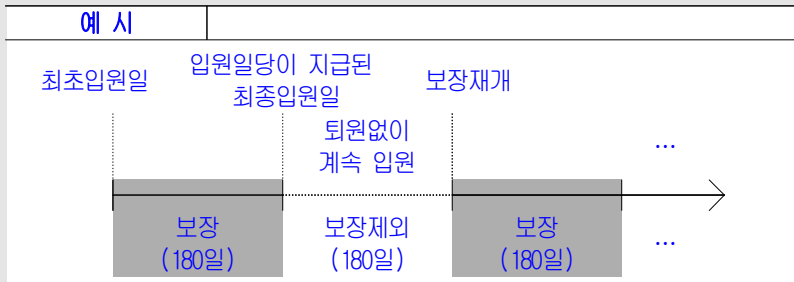 예 시
최초입원일
입원일당이 지급된
최종입원일
보장재개
퇴원없이
계속 입원
...
보장
(180일)
보장제외
(180일)
보장
(180일)
...